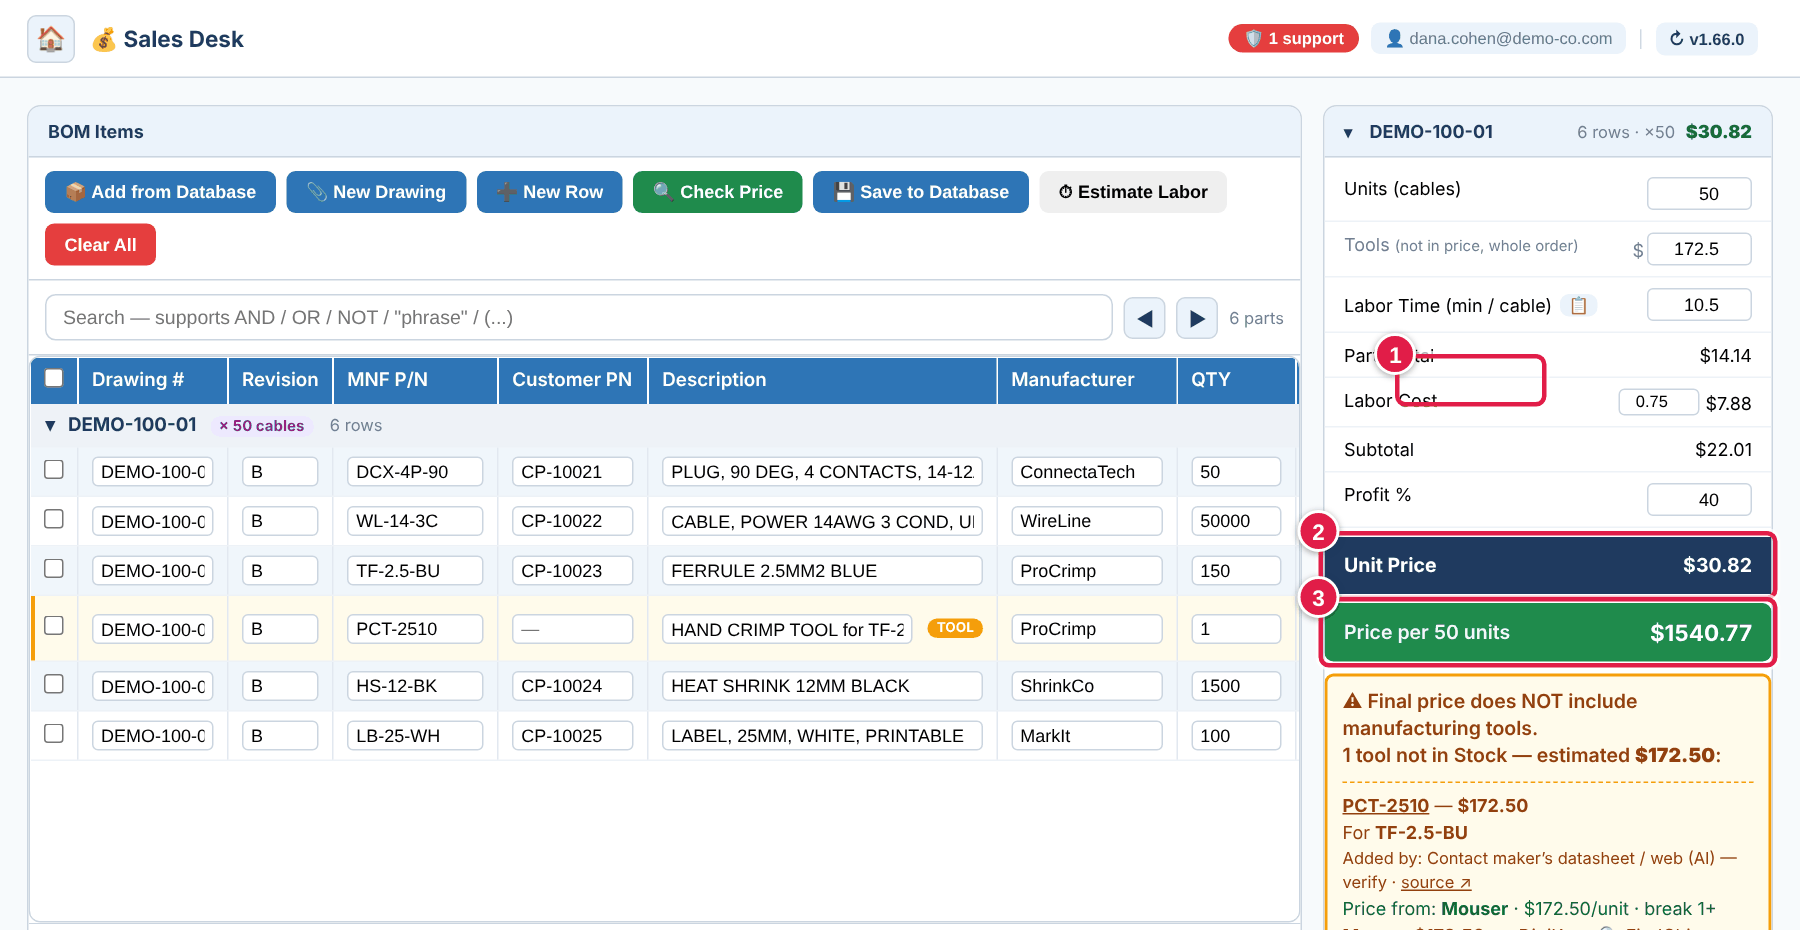 🏠 💰 Sales Desk 🛡️ 1 support 👤 dana.cohen@demo-co.com ↻ v1.66.0
BOM Items
📦 Add from Database 📎 New Drawing ➕ New Row 🔍 Check Price 💾 Save to Database ⏱ Estimate Labor
Clear All
Search — supports AND / OR / NOT / "phrase" / (...) ◀ ▶ 6 parts
Drawing # Revision MNF P/N Customer PN Description Manufacturer QTY
▼ DEMO-100-01 × 50 cables 6 rows
DEMO-100-0 B DCX-4P-90 CP-10021 PLUG, 90 DEG, 4 CONTACTS, 14-12. ConnectaTech 50
DEMO-100-0 B WL-14-3C CP-10022 CABLE, POWER 14AWG 3 COND, UI WireLine 50000
DEMO-100-0 B TF-2.5-BU CP-10023 FERRULE 2.5MM2 BLUE ProCrimp 150
DEMO-100-0 B PCT-2510 — HAND CRIMP TOOL for TF-2 TOOL ProCrimp 1
DEMO-100-0 B HS-12-BK CP-10024 HEAT SHRINK 12MM BLACK ShrinkCo 1500
DEMO-100-0 B LB-25-WH CP-10025 LABEL, 25MM, WHITE, PRINTABLE MarkIt 100
▼ DEMO-100-01 6 rows · ×50 $30.82
Units (cables) 50
Tools (not in price, whole order) $ 172.5
Labor Time (min / cable) 📋 10.5
1 $14.14
Labor Cost 0.75 $7.88
Subtotal $22.01
Profit % 40
2 Unit Price $30.82
3 Price per 50 units $1540.77
⚠ Final price does NOT include
manufacturing tools.
1 tool not in Stock — estimated $172.50:
PCT-2510 — $172.50
For TF-2.5-BU
Added by: Contact maker's datasheet / web (AI) —
verify · source ↗
Price from: Mouser · $172.50/unit · break 1+